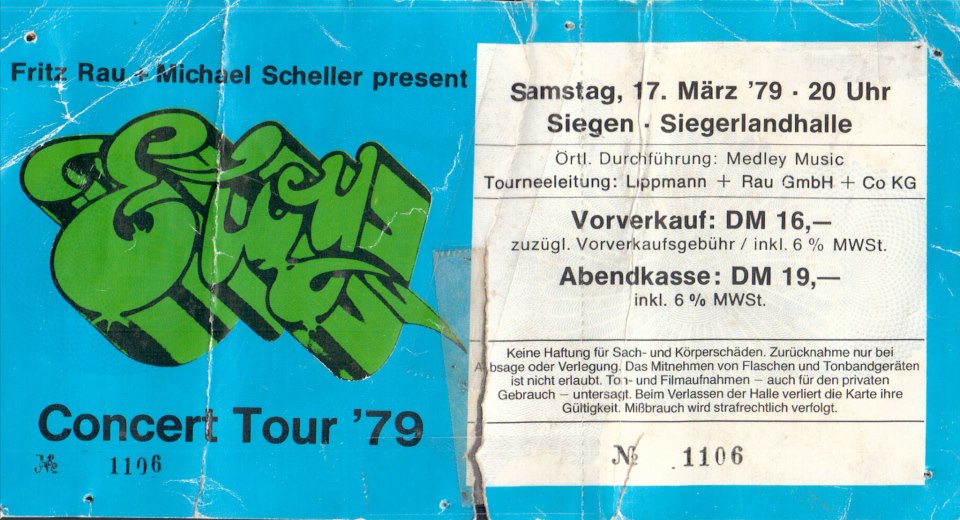 Fritz Rau + Michael Scheller present
Eloy
Concert Tour '79
№ 1106
Samstag, 17. März '79 · 20 Uhr
Siegen · Siegerlandhalle
Örtl. Durchführung: Medley Music
Tourneeleitung: Lippmann + Rau GmbH + Co KG
Vorverkauf: DM 16,—
zuzügl. Vorverkaufsgebühr / inkl. 6 % MWSt.
Abendkasse: DM 19,—
inkl. 6 % MWSt.
Keine Haftung für Sach- und Körperschäden. Zurücknahme nur bei
Absage oder Verlegung. Das Mitnehmen von Flaschen und Tonbandgeräten
ist nicht erlaubt. Ton- und Filmaufnahmen — auch für den privaten
Gebrauch — untersagt. Beim Verlassen der Halle verliert die Karte ihre
Gültigkeit. Mißbrauch wird strafrechtlich verfolgt.
№ 1106